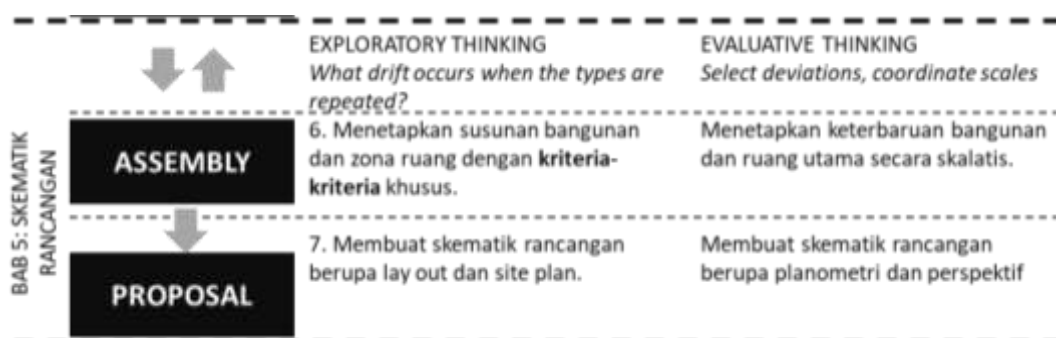 EXPLORATORY THINKING
What drift occurs when the types are
repeated?
EVALUATIVE THINKING
Select deviations, coordinate scales
BAB 5: SKEMATIK
RANCANGAN
ASSEMBLY
6. Menetapkan susunan bangunan
dan zona ruang dengan kriteria-
kriteria khusus.
Menetapkan keterbaruan bangunan
dan ruang utama secara skalatis.
PROPOSAL
7. Membuat skematik rancangan
berupa lay out dan site plan.
Membuat skematik rancangan
berupa planometri dan perspektif